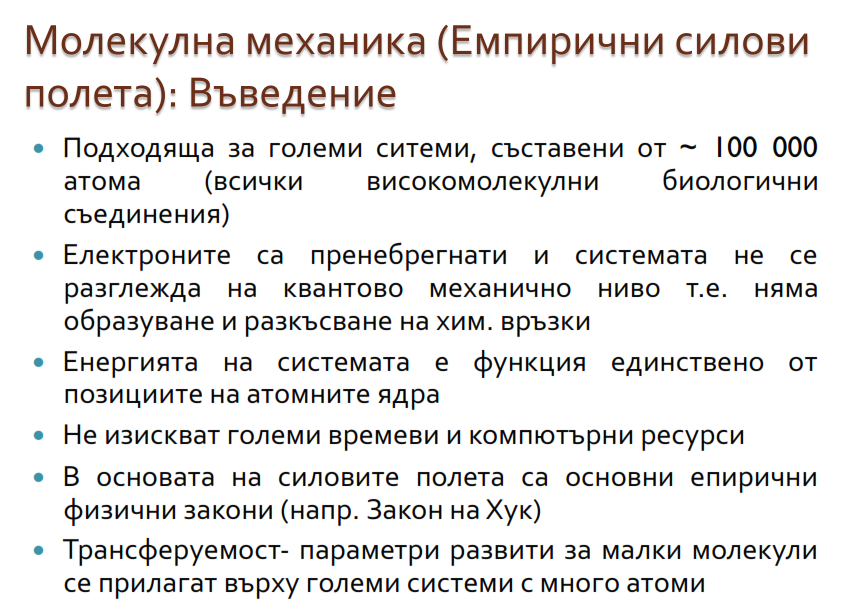 Молекулна механика (Емпирични силови
полета): Въведение
• Подходяща за големи ситеми, съставени от ~ 100 000
атома (всички високомолекулни биологични
съединения)
• Електроните са пренебрегнати и системата не се
разглежда на квантово механично ниво т.е. няма
образуване и разкъсване на хим. връзки
• Енергията на системата е функция единствено от
позициите на атомните ядра
• Не изискват големи времеви и компютърни ресурси
• В основата на силовите полета са основни епирични
физични закони (напр. Закон на Хук)
• Трансферуемост- параметри развити за малки молекули
се прилагат върху големи системи с много атоми